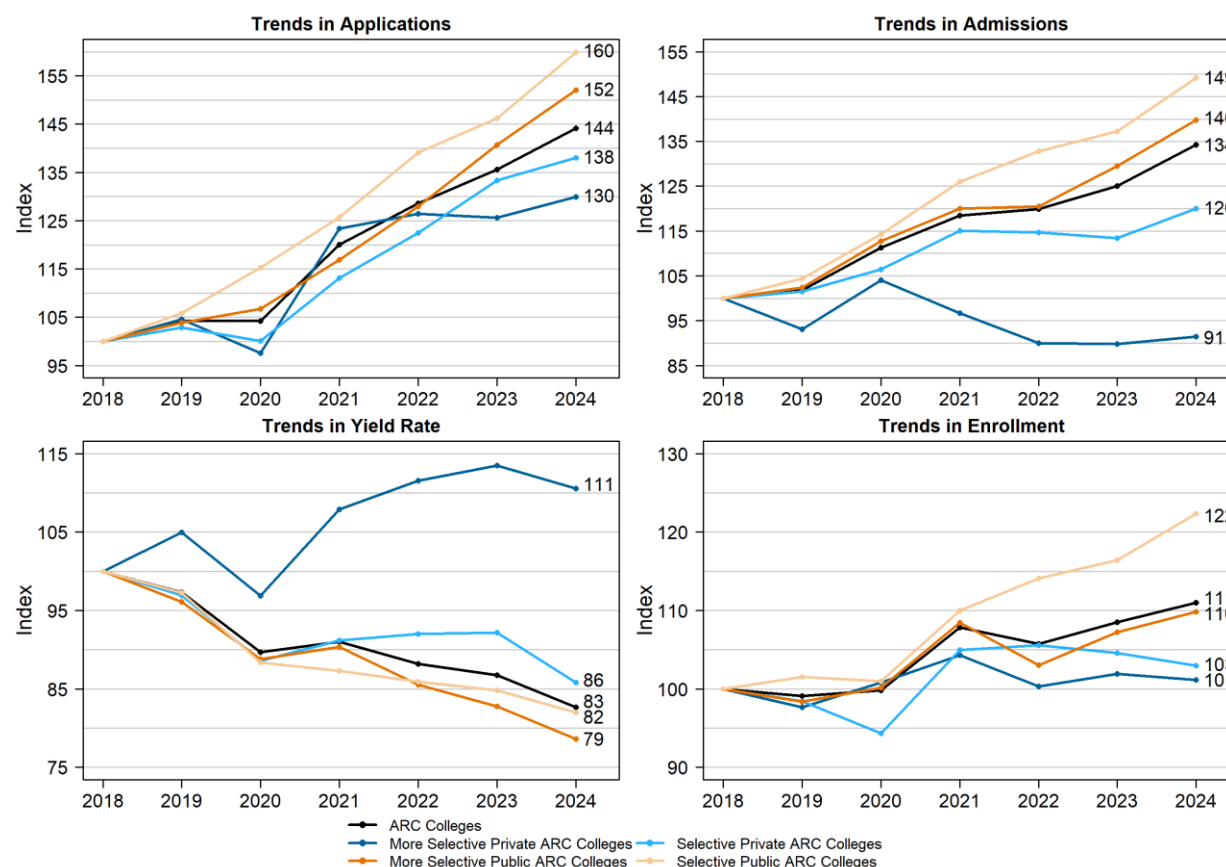 Trends in Applications
Index
155
145
135
125
115
105
95
160
152
144
138
130
2018 2019 2020 2021 2022 2023 2024
Trends in Admissions
Index
155
145
135
125
115
105
95
85
91
2018 2019 2020 2021 2022 2023 2024
Trends in Yield Rate
Index
115
105
95
85
75
111
86
83
82
79
2018 2019 2020 2021 2022 2023 2024
Trends in Enrollment
Index
130
120
110
100
90
2018 2019 2020 2021 2022 2023 2024
ARC Colleges
More Selective Private ARC Colleges Selective Private ARC Colleges
More Selective Public ARC Colleges Selective Public ARC Colleges